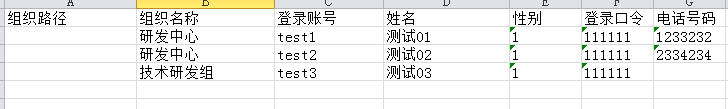 A B C D E F G
组织路径 组织名称 登录账号 姓名 性别 登录口令 电话号码
研发中心 test1 测试01 1 111111 1233232
研发中心 test2 测试02 1 111111 2334234
技术研发组 test3 测试03 1 111111